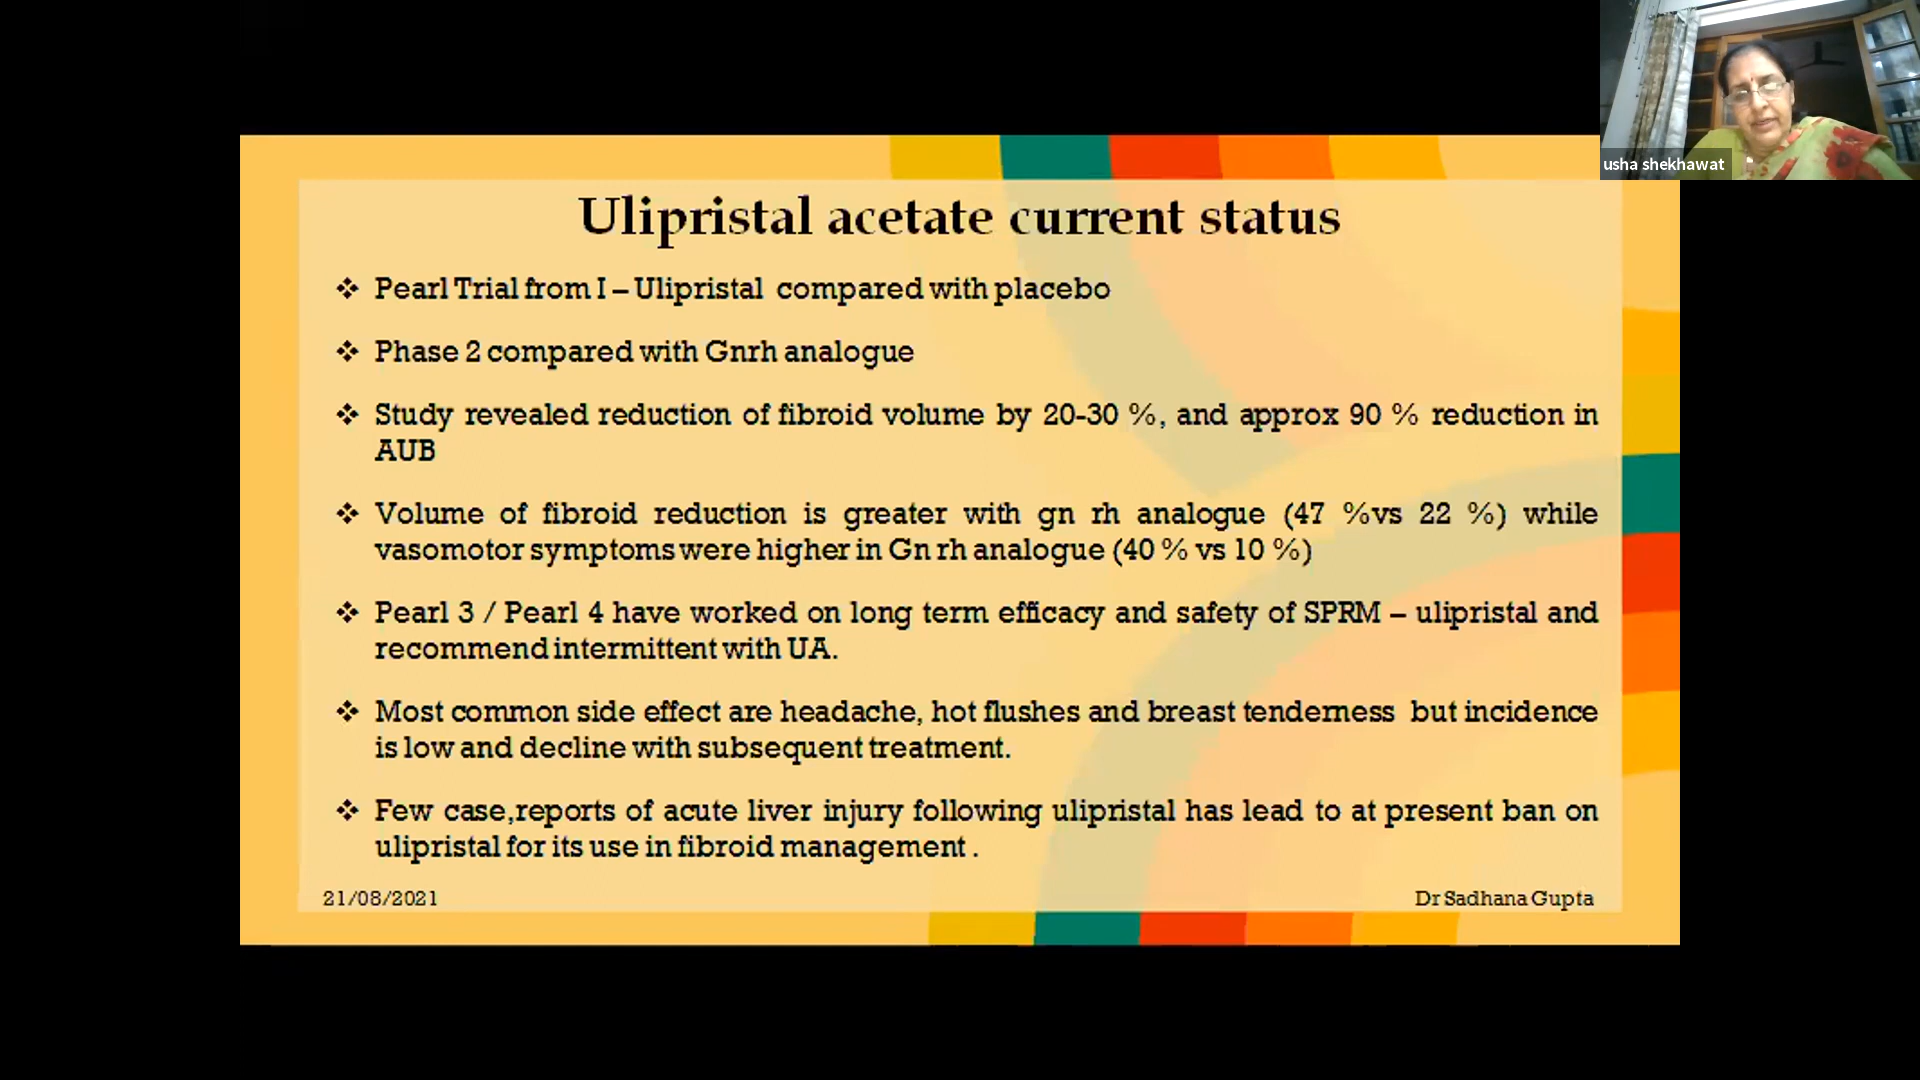 usha shekhawat
Ulipristal acetate current status
❖ Pearl Trial from I – Ulipristal compared with placebo
❖ Phase 2 compared with Gnrh analogue
❖ Study revealed reduction of fibroid volume by 20-30 %, and approx 90 % reduction in
AUB
❖ Volume of fibroid reduction is greater with gn rh analogue (47 %vs 22 %) while
vasomotor symptoms were higher in Gn rh analogue (40 % vs 10 %)
❖ Pearl 3 / Pearl 4 have worked on long term efficacy and safety of SPRM – ulipristal and
recommend intermittent with UA.
❖ Most common side effect are headache, hot flushes and breast tenderness but incidence
is low and decline with subsequent treatment.
❖ Few case,reports of acute liver injury following ulipristal has lead to at present ban on
ulipristal for its use in fibroid management .
21/08/2021
Dr Sadhana Gupta